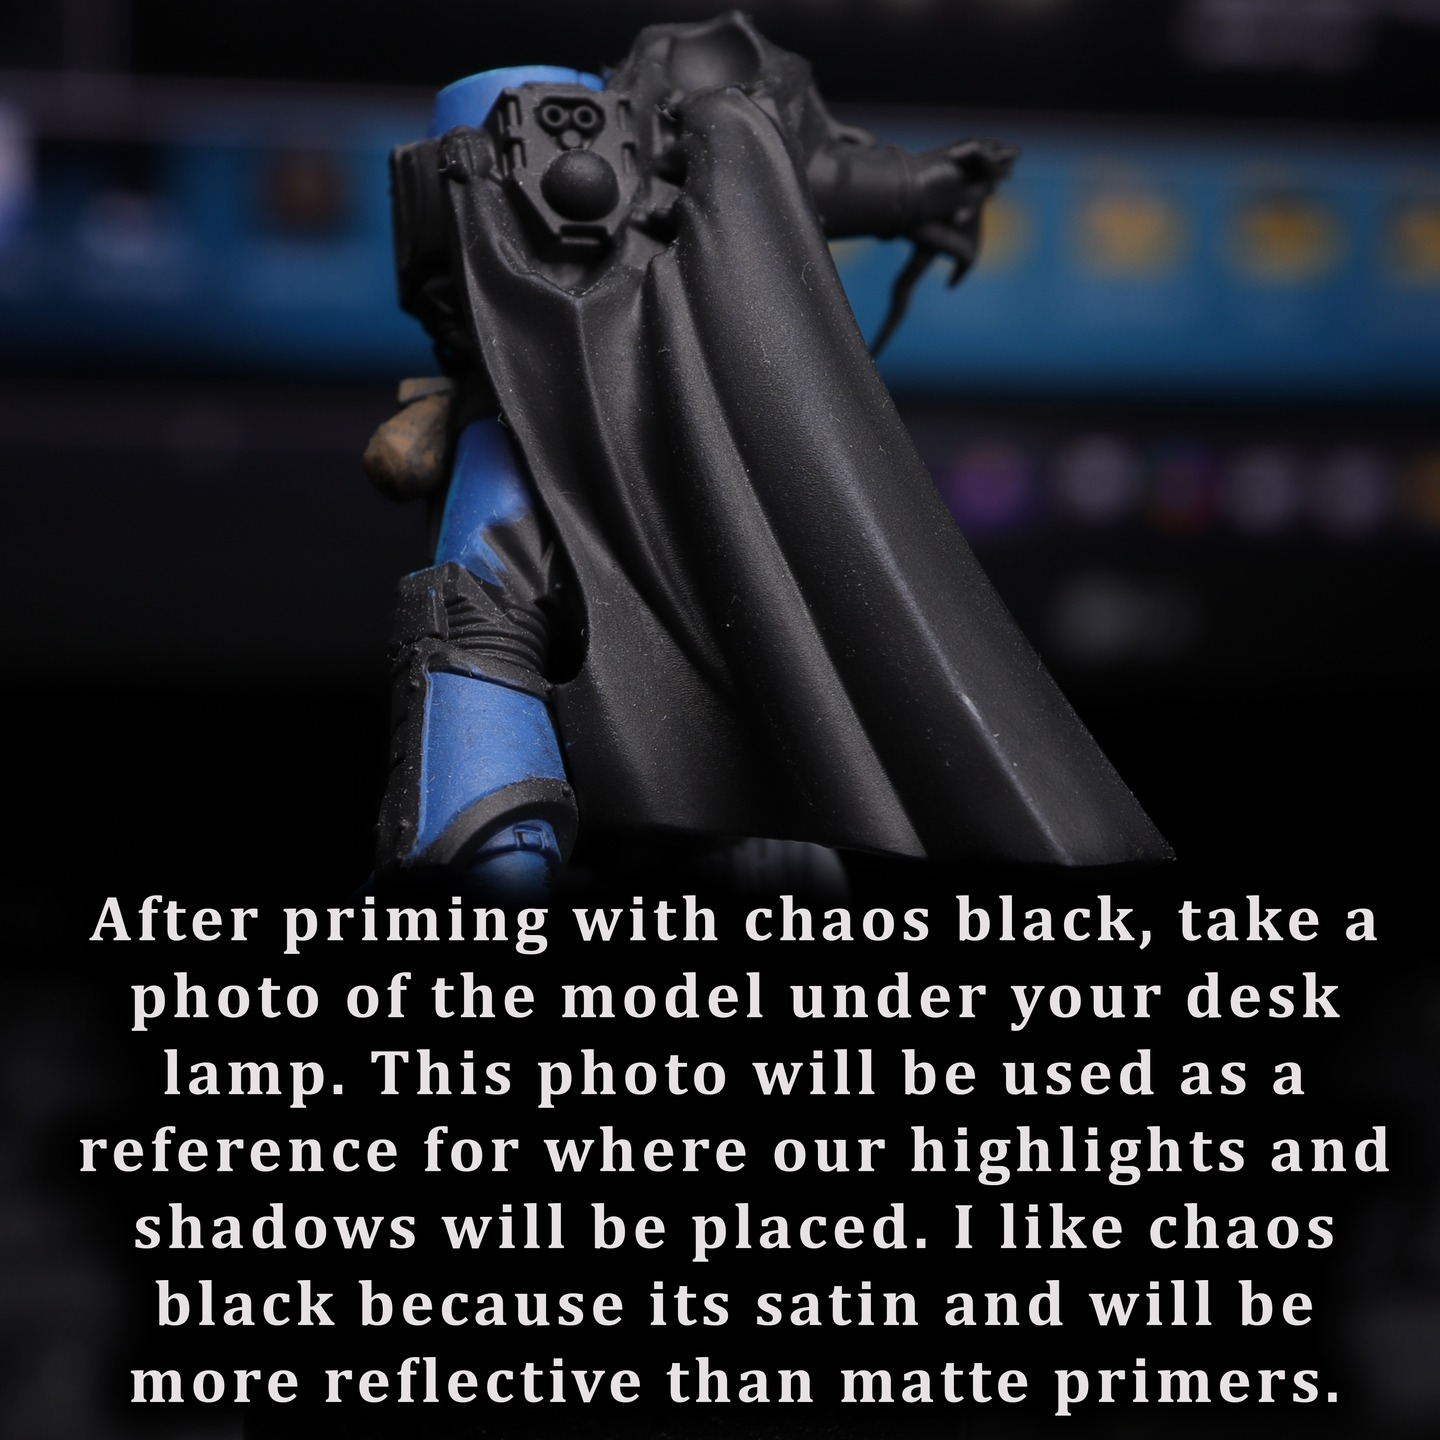 After priming with chaos black, take a
photo of the model under your desk
lamp. This photo will be used as a
reference for where our highlights and
shadows will be placed. I like chaos
black because its satin and will be
more reflective than matte primers.